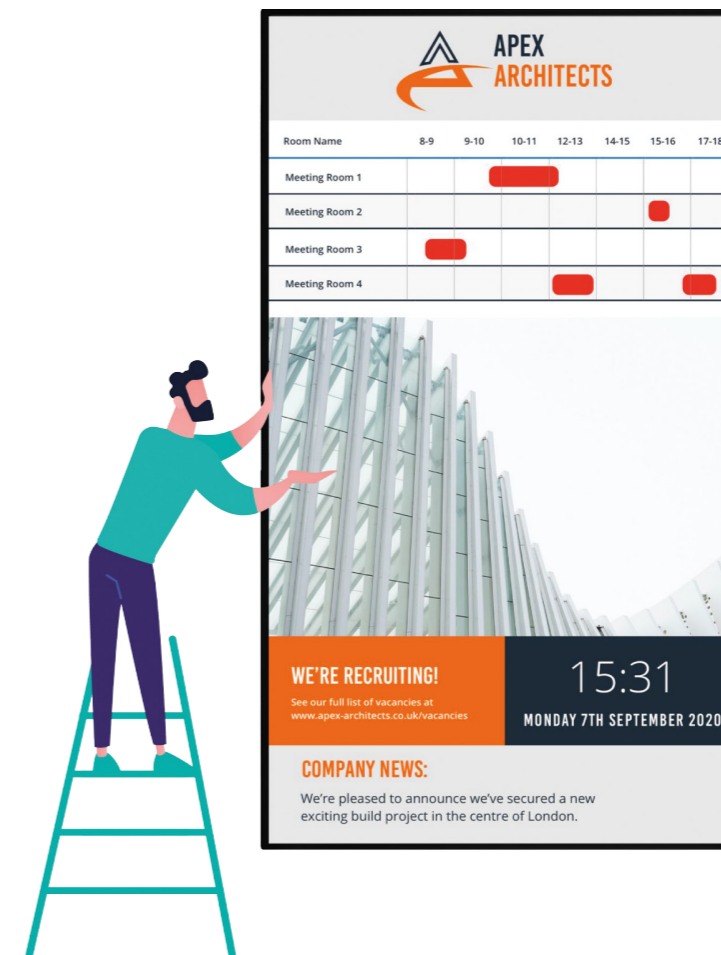 APEX
ARCHITECTS
Room Name 8-9 9-10 10-11 12-13 14-15 15-16 17-18
Meeting Room 1
Meeting Room 2
Meeting Room 3
Meeting Room 4
WE'RE RECRUITING!
See our full list of vacancies at
www.apex-architects.co.uk/vacancies
15:31
MONDAY 7TH SEPTEMBER 2020
COMPANY NEWS:
We're pleased to announce we've secured a new
exciting build project in the centre of London.